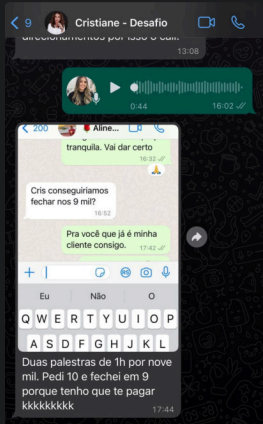 9 Cristiane - Desafio
direcionamentos por isso o call.
13:08
0:44 16:02
200 Aline...
tranquila. Vai dar certo
16:32
Cris conseguiriamos
fechar nos 9 mil?
16:52
Pra você que já é minha
cliente consigo. 17:42
Eu Não O
Q W E R T Y U I O P
A S D F G H J K L
Duas palestras de 1h por nove
mil. Pedi 10 e fechei em 9
porque tenho que te pagar
kkkkkkkkk
17:44